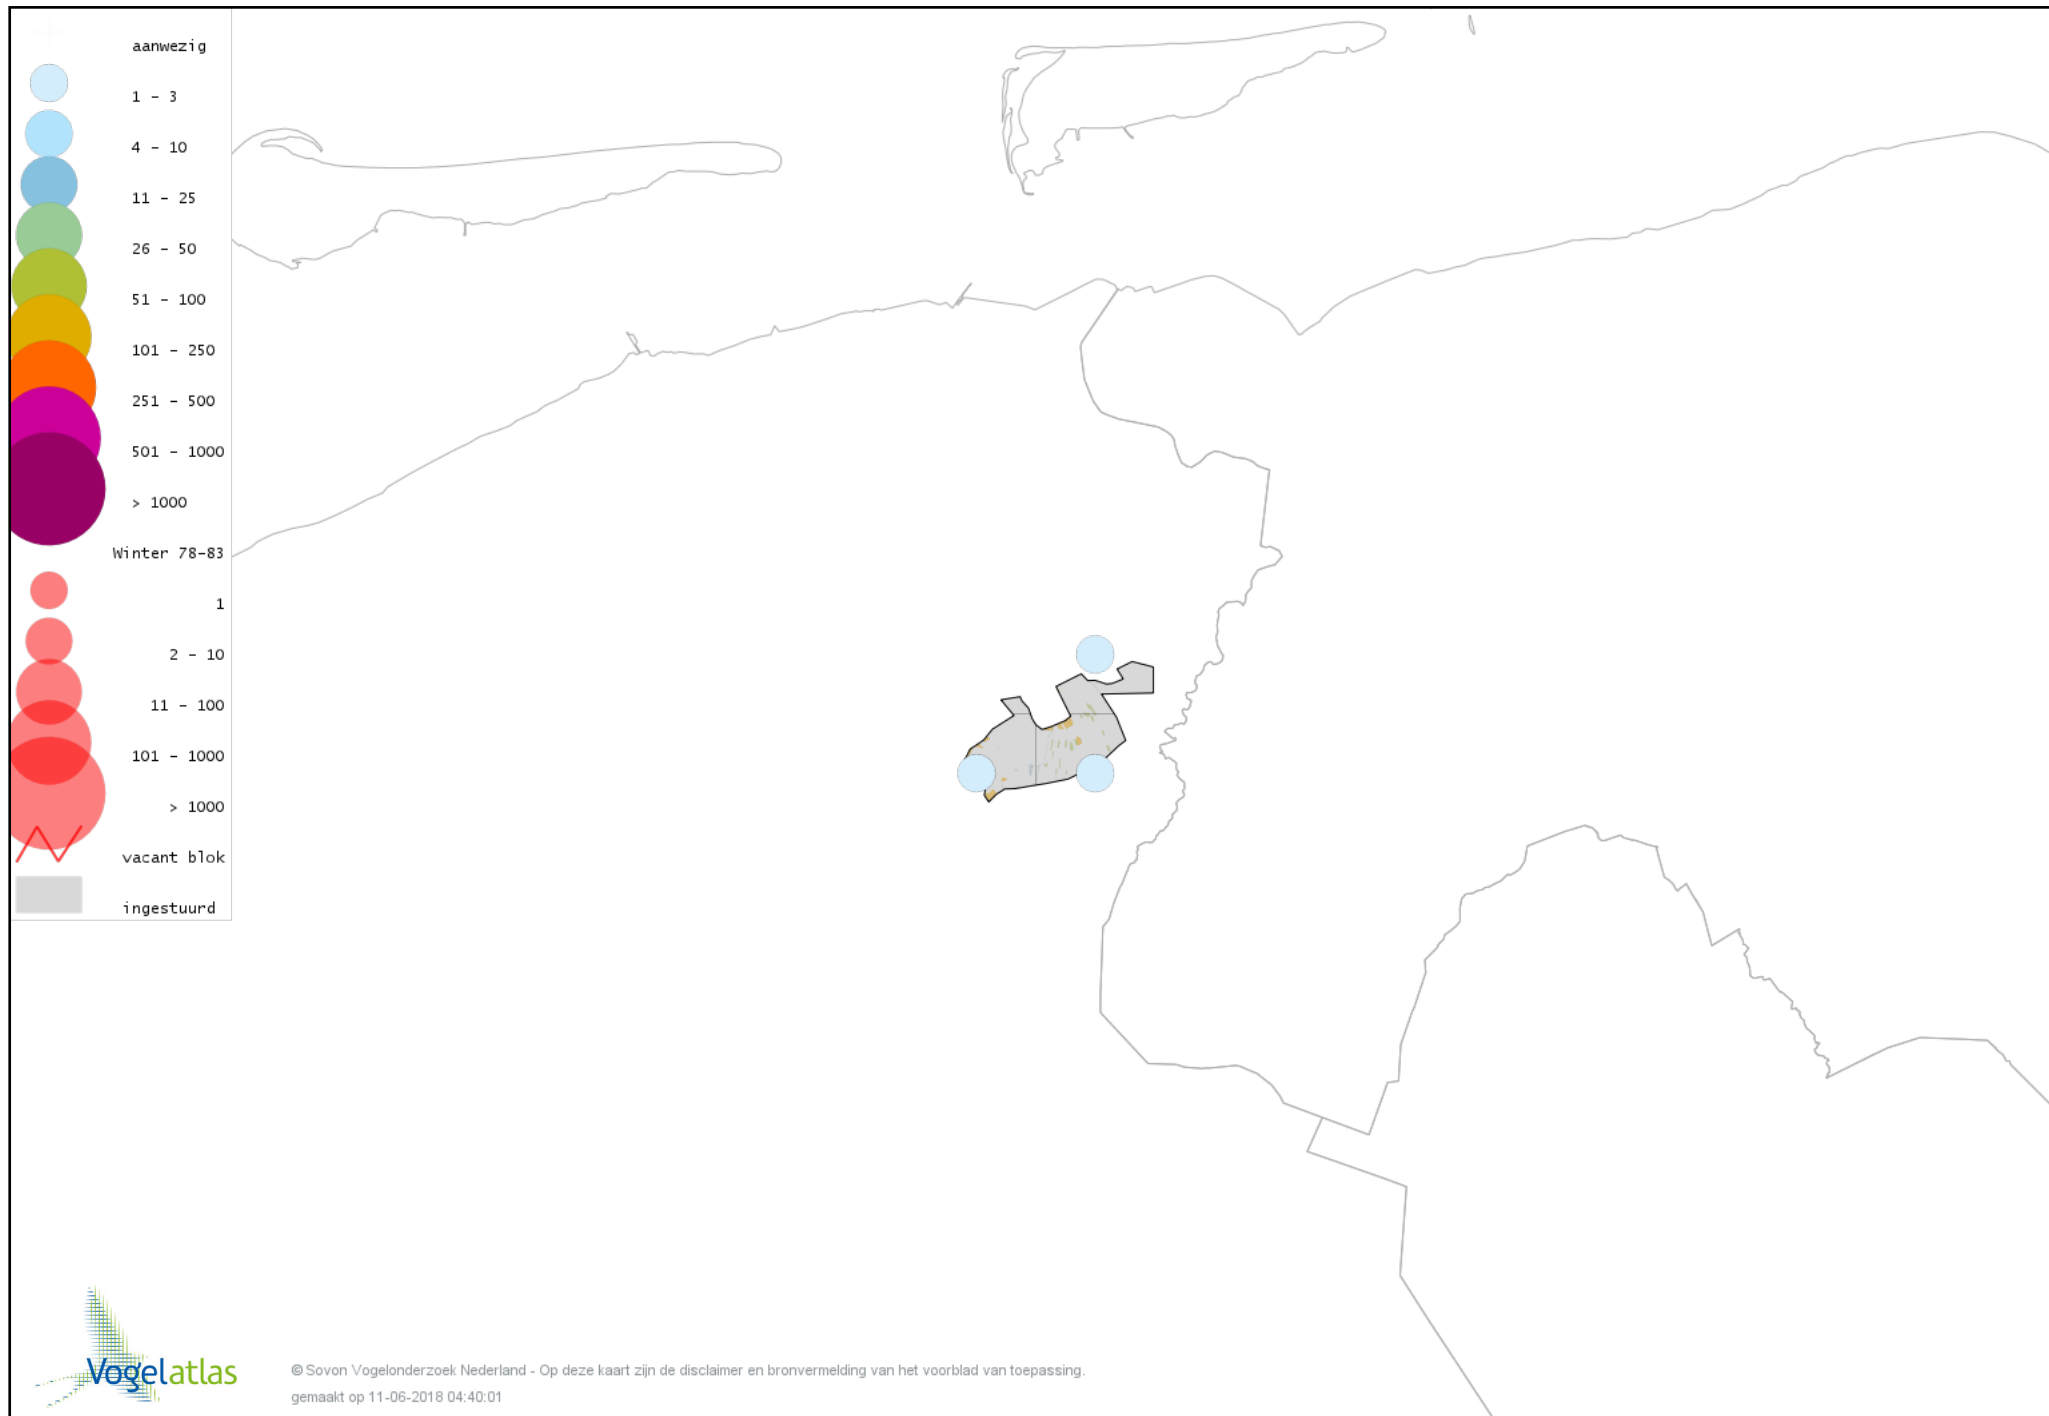 aanwezig
1 - 3
4 - 10
11 - 25
26 - 50
51 - 100
101 - 250
251 - 500
501 - 1000
> 1000
Winter 78-83
1
2 - 10
11 - 100
101 - 1000
> 1000
vacant blok
ingestuurd
Vogelatlas
© Sovon Vogelonderzoek Nederland - Op deze kaart zijn de disclaimer en bronvermelding van het voorblad van toepassing.
gemaakt op 11-06-2018 04:40:01